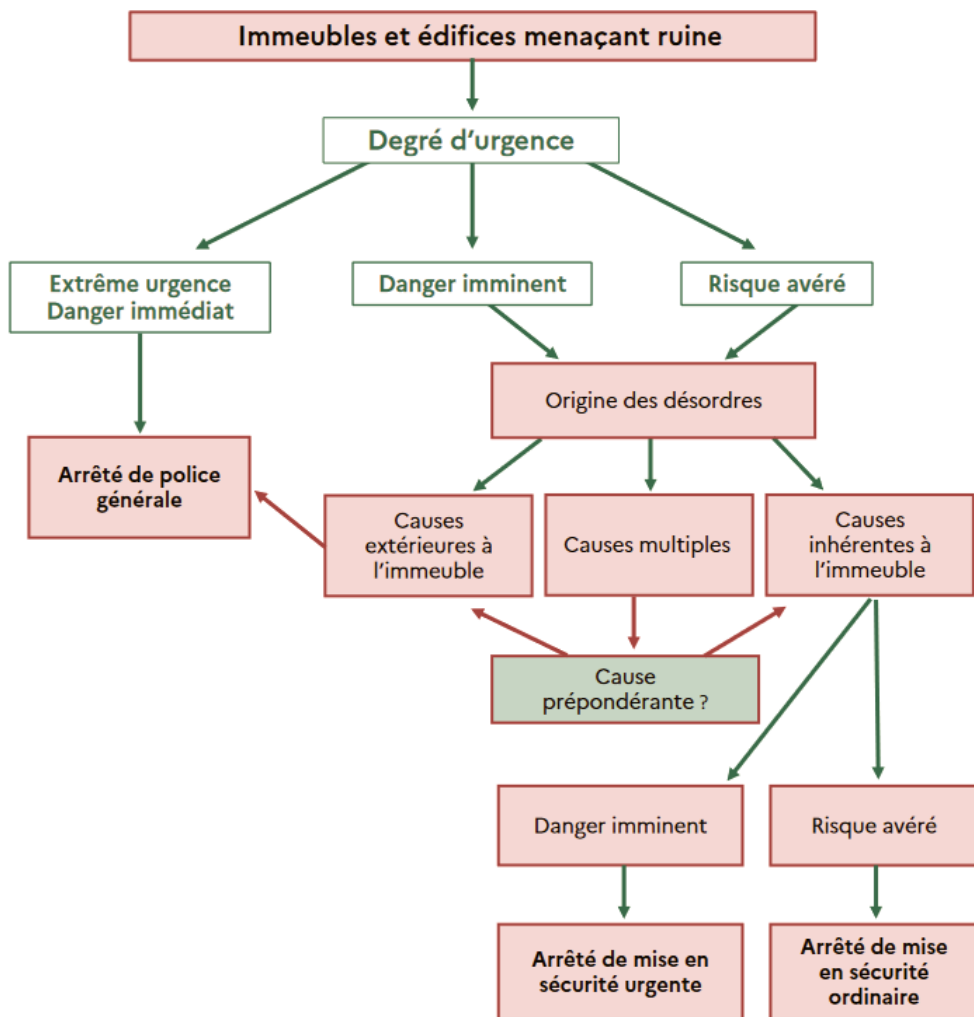 Immeubles et édifices menaçant ruine
Degré d'urgence
Extrême urgence
Danger immédiat
Danger imminent
Risque avéré
Origine des désordres
Arrêté de police
générale
Causes
extérieures à
l'immeuble
Causes multiples
Causes
inhérentes à
l'immeuble
Cause
prépondérante ?
Danger imminent
Risque avéré
Arrêté de mise en
sécurité urgente
Arrêté de mise
en sécurité
ordinaire